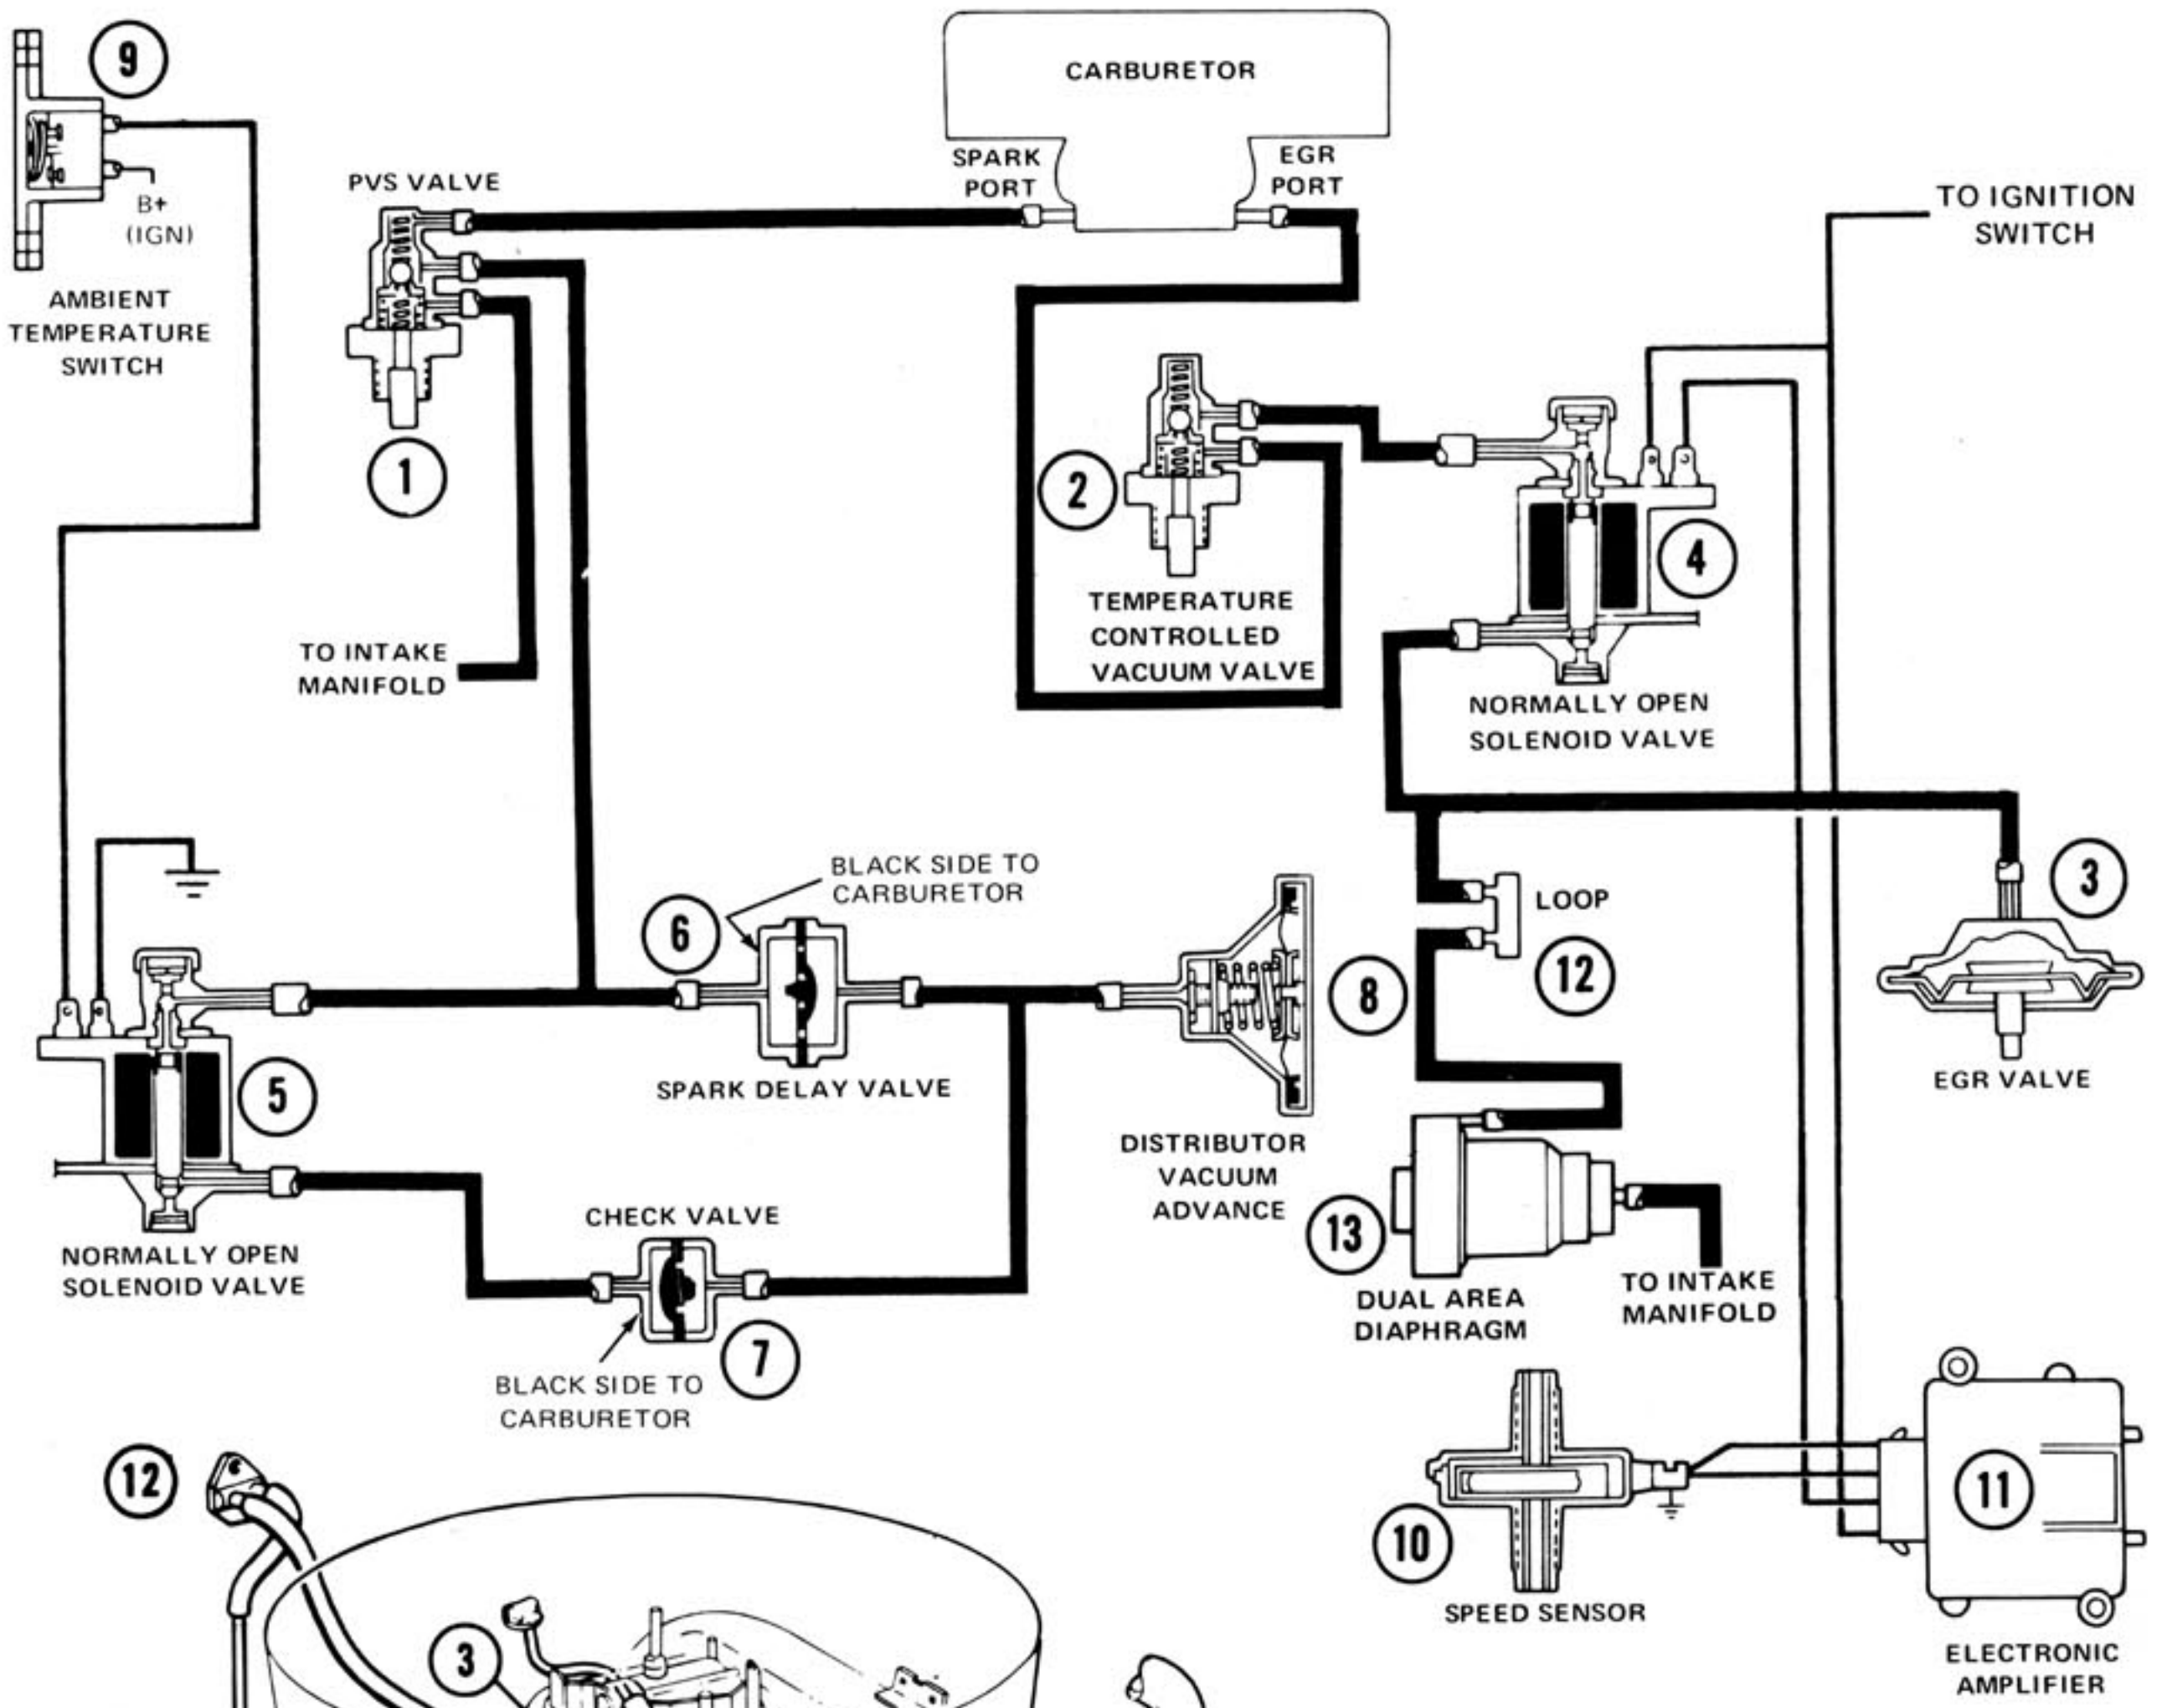 9
CARBURETOR
SPARK
PORT
EGR
PORT
PVS VALVE
B+
(IGN)
TO IGNITION
SWITCH
AMBIENT
TEMPERATURE
SWITCH
1
2
4
TEMPERATURE
CONTROLLED
VACUUM VALVE
TO INTAKE
MANIFOLD
NORMALLY OPEN
SOLENOID VALVE
BLACK SIDE TO
CARBURETOR
6
3
LOOP
12
8
5
SPARK DELAY VALVE
EGR VALVE
DISTRIBUTOR
VACUUM
ADVANCE
CHECK VALVE
13
NORMALLY OPEN
SOLENOID VALVE
DUAL AREA
DIAPHRAGM
TO INTAKE
MANIFOLD
7
BLACK SIDE TO
CARBURETOR
12
11
10
SPEED SENSOR
ELECTRONIC
AMPLIFIER
3